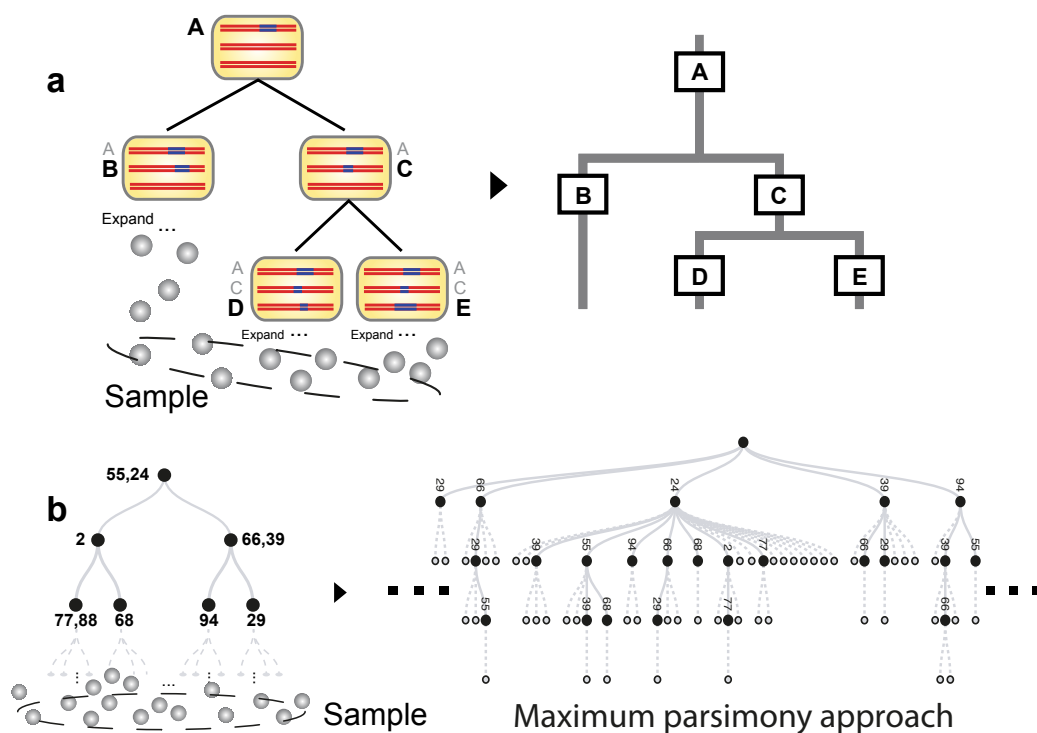 a
A
A
B
A
C
Expand ...
A
C
D
A
C
E
Expand ...
Expand ...
Sample
A
B
C
D
E
b
55,24
2
66,39
77,88
68
94
29
...
Sample
29
66
24
39
94
29
39
55
94
66
68
2
77
66
29
39
55
55
39
68
29
77
66
Maximum parsimony approach